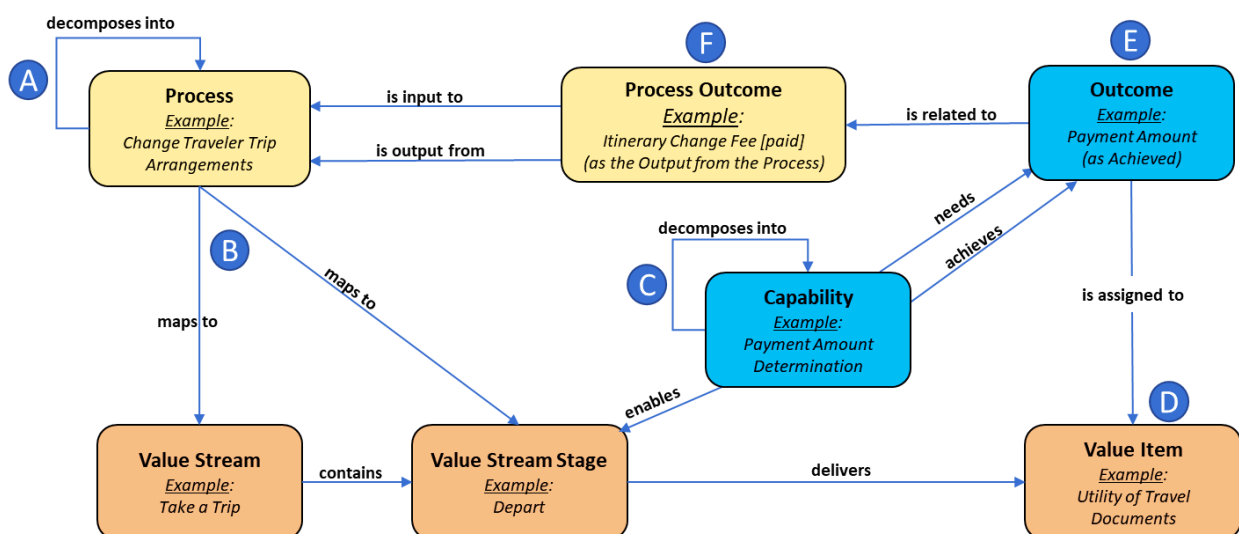 decomposes into
A
Process
Example:
Change Traveler Trip
Arrangements
is input to
is output from
F
Process Outcome
Example:
Itinerary Change Fee [paid]
(as the Output from the Process)
is related to
E
Outcome
Example:
Payment Amount
(as Achieved)
B
maps to
maps to
decomposes into
C
Capability
Example:
Payment Amount
Determination
needs
achieves
is assigned to
enables
D
Value Stream
Example:
Take a Trip
contains
Value Stream Stage
Example:
Depart
delivers
Value Item
Example:
Utility of Travel
Documents